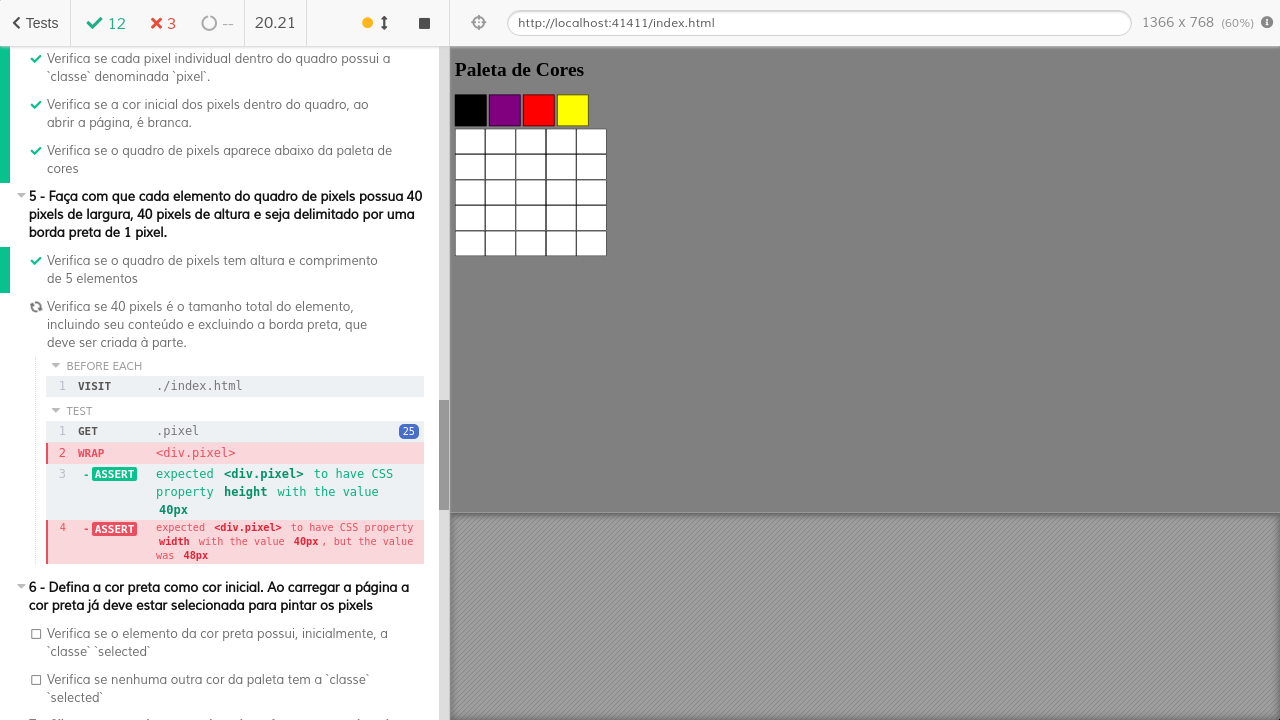 Tests
12
3
--
20.21
http://localhost:41411/index.html
1366 x 768 (60%)
Verifica se cada pixel individual dentro do quadro possui a
`classe` denominada `pixel`.
Verifica se a cor inicial dos pixels dentro do quadro, ao
abrir a página, é branca.
Verifica se o quadro de pixels aparece abaixo da paleta de
cores
5 - Faça com que cada elemento do quadro de pixels possua 40
pixels de largura, 40 pixels de altura e seja delimitado por uma
borda preta de 1 pixel.
Verifica se o quadro de pixels tem altura e comprimento
de 5 elementos
Verifica se 40 pixels é o tamanho total do elemento,
incluindo seu conteúdo e excluindo a borda preta, que
deve ser criada à parte.
BEFORE EACH
1 VISIT ./index.html
TEST
1 GET .pixel 25
2 WRAP <div.pixel>
3 -ASSERT expected <div.pixel> to have CSS
property height with the value
40px
4 -ASSERT expected <div.pixel> to have CSS property
width with the value 40px, but the value
was 48px
6 - Defina a cor preta como cor inicial. Ao carregar a página a
cor preta já deve estar selecionada para pintar os pixels
Verifica se o elemento da cor preta possui, inicialmente, a
`classe` `selected`
Verifica se nenhuma outra cor da paleta tem a `classe`
`selected`
Paleta de Cores